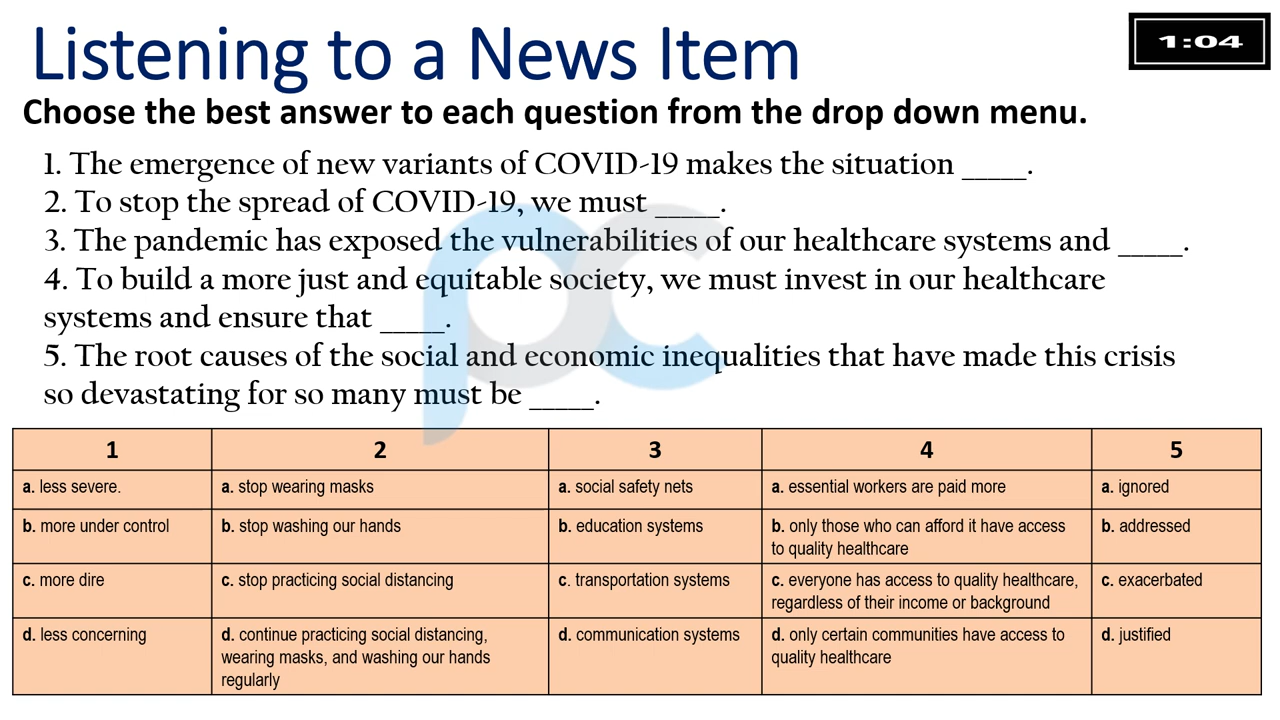 Listening to a News Item
1:04
Choose the best answer to each question from the drop down menu.
1. The emergence of new variants of COVID-19 makes the situation _____.
2. To stop the spread of COVID-19, we must _____.
3. The pandemic has exposed the vulnerabilities of our healthcare systems and _____.
4. To build a more just and equitable society, we must invest in our healthcare
systems and ensure that _____.
5. The root causes of the social and economic inequalities that have made this crisis
so devastating for so many must be _____.
1 2 3 4 5
a. less severe. a. stop wearing masks a. social safety nets a. essential workers are paid more a. ignored
b. more under control b. stop washing our hands b. education systems b. only those who can afford it have access b. addressed
to quality healthcare
c. more dire c. stop practicing social distancing c. transportation systems c. everyone has access to quality healthcare, c. exacerbated
regardless of their income or background
d. less concerning d. continue practicing social distancing, d. communication systems d. only certain communities have access to d. justified
wearing masks, and washing our hands quality healthcare
regularly
pc